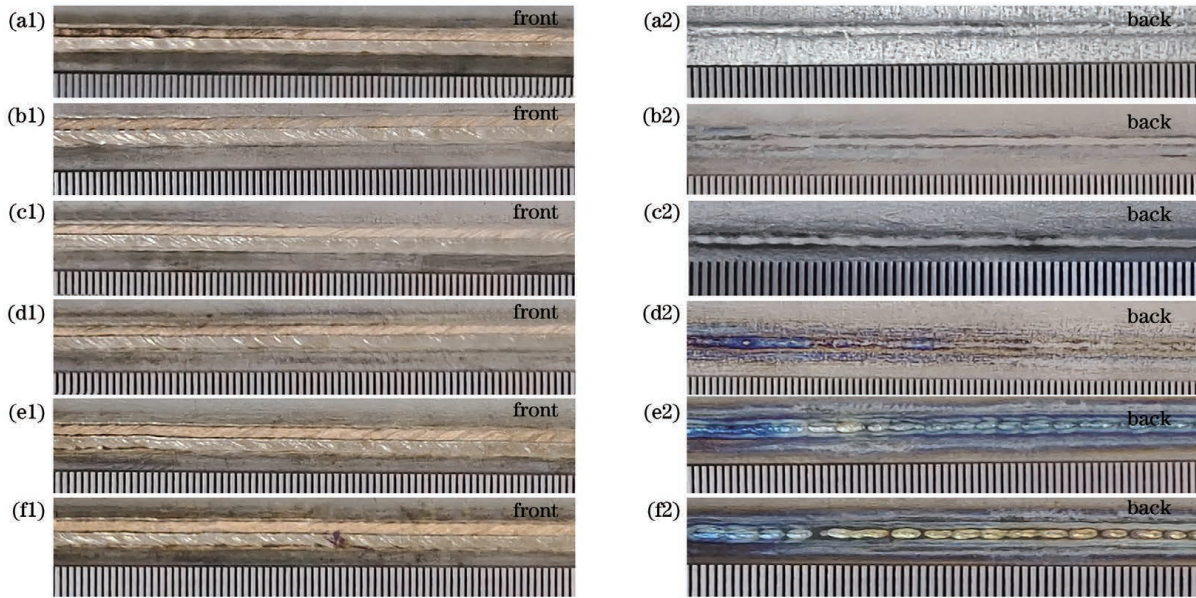 (a1) front
(a2) back
(b1) front
(b2) back
(c1) front
(c2) back
(d1) front
(d2) back
(e1) front
(e2) back
(f1) front
(f2) back